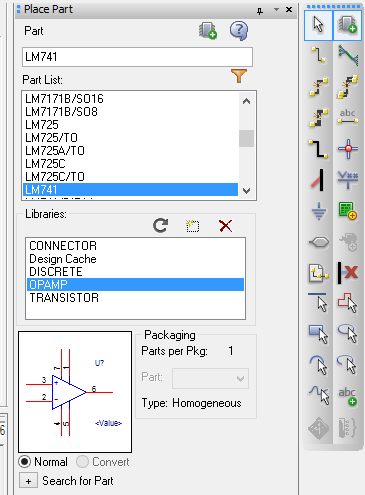 Place Part
Part
LM741
Part List:
LM7171B/SO16
LM7171B/SO8
LM725
LM725/TO
LM725A/TO
LM725C
LM725C/TO
LM741
Libraries:
CONNECTOR
Design Cache
DISCRETE
OPAMP
TRANSISTOR
Packaging
Parts per Pkg: 1
Part:
Type: Homogeneous
U?
7 1
3 + 6
2 -
4 5
<Value>
Normal Convert
+ Search for Part
abc
abc
6